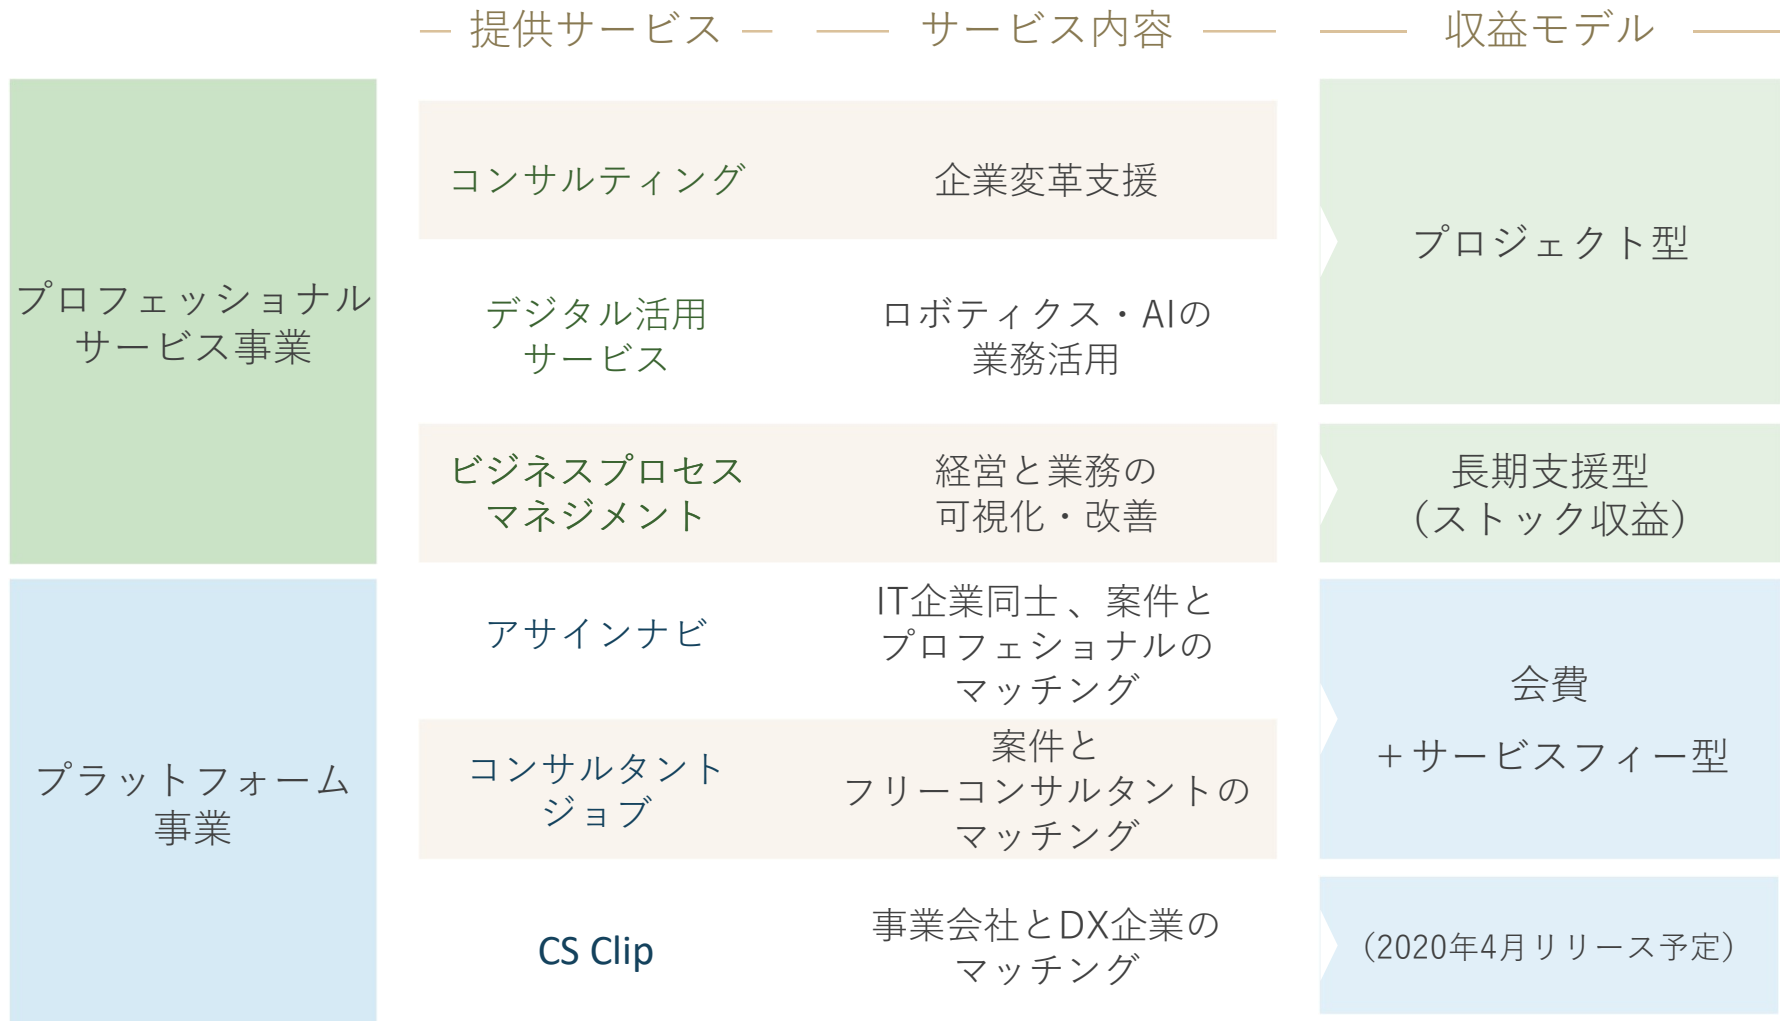 提供サービス
サービス内容
収益モデル
プロフェッショナル
サービス事業
コンサルティング
企業変革支援
プロジェクト型
デジタル活用
サービス
ロボティクス・AIの
業務活用
ビジネスプロセス
マネジメント
経営と業務の
可視化・改善
長期支援型
（ストック収益）
プラットフォーム
事業
アサインナビ
IT企業同士、案件と
プロフェショナルの
マッチング
会費
＋サービスフィー型
コンサルタント
ジョブ
案件と
フリーコンサルタントの
マッチング
CS Clip
事業会社とDX企業の
マッチング
（2020年4月リリース予定）